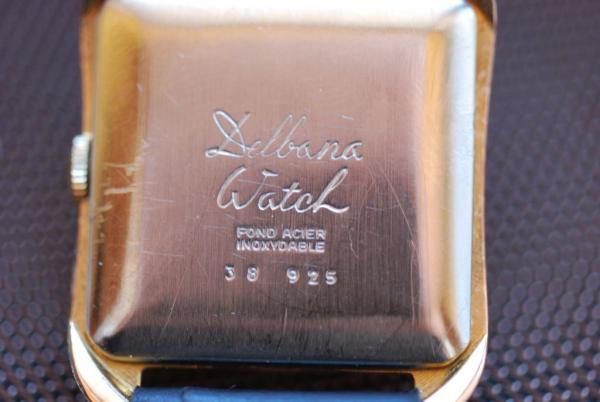 Delbana
Watch
FOND ACIER
INOXYDABLE
38 925